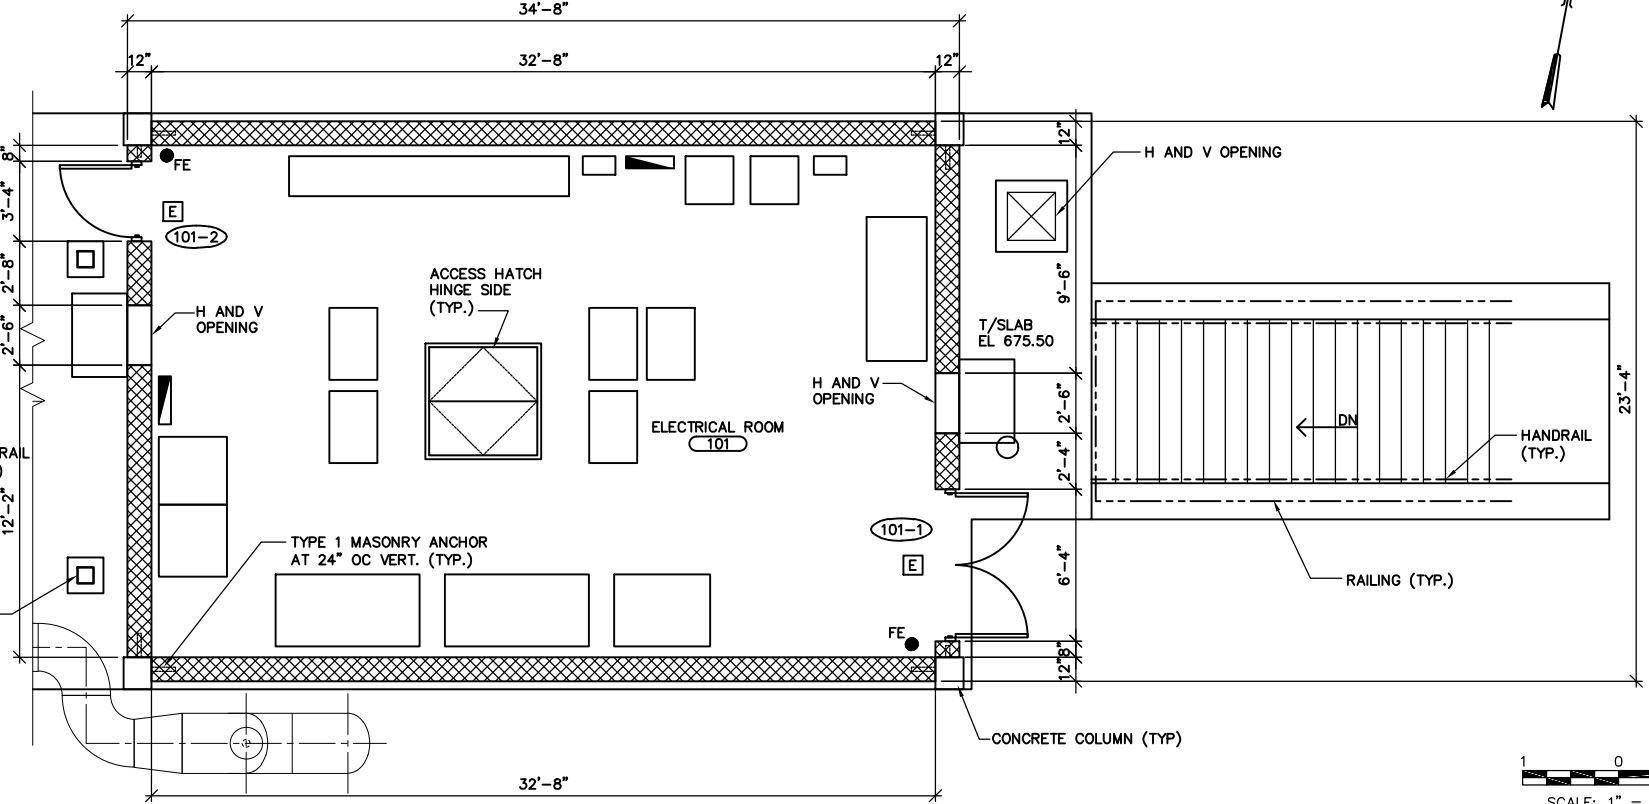 34'-8"
12"
32'-8"
12"
8"
3'-4"
2'-8"
2'-6"
12'-2"
FE
E
101-2
H AND V
OPENING
ACCESS HATCH
HINGE SIDE
(TYP.)
ELECTRICAL ROOM
101
H AND V
OPENING
T/SLAB
EL 675.50
H AND V OPENING
12"
9'-6"
2'-6"
2'-4"
6'-4"
8"
12"
23'-4"
DN
HANDRAIL
(TYP.)
RAILING (TYP.)
RAIL
)
TYPE 1 MASONRY ANCHOR
AT 24" OC VERT. (TYP.)
101-1
E
FE
CONCRETE COLUMN (TYP)
32'-8"
1 0
SCALE: 1" =